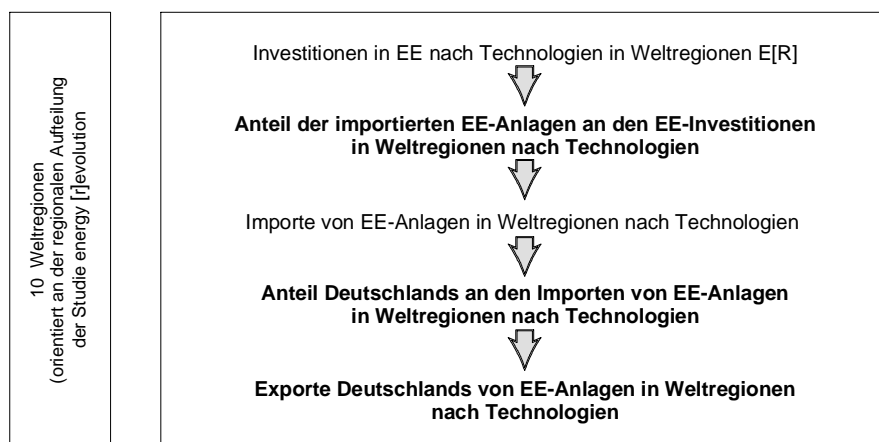 10 Weltregionen
(orientiert an der regionalen Aufteilung
der Studie energy [r]evolution
Investitionen in EE nach Technologien in Weltregionen E[R]
Anteil der importierten EE-Anlagen an den EE-Investitionen
in Weltregionen nach Technologien
Importe von EE-Anlagen in Weltregionen nach Technologien
Anteil Deutschlands an den Importen von EE-Anlagen
in Weltregionen nach Technologien
Exporte Deutschlands von EE-Anlagen in Weltregionen
nach Technologien